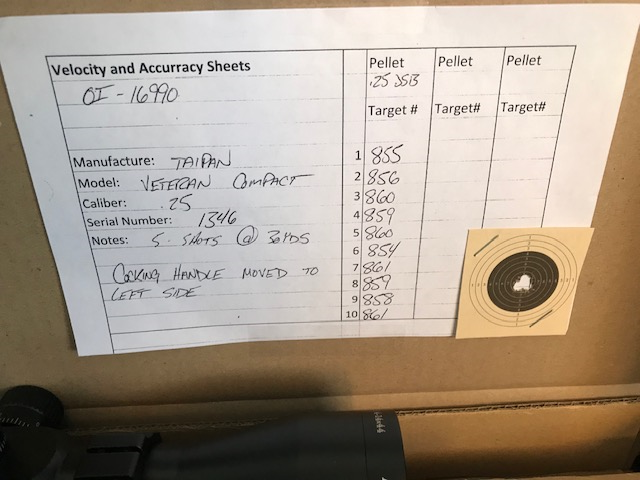 Velocity and Accurracy Sheets
OI-16990
Manufacture: TAIPAN
Model: VETERAN COMPACT
Caliber: .25
Serial Number: 1346
Notes: 5. SHOTS @ 30YDS
COCKING HANDLE MOVED TO
LEFT SIDE
Pellet Pellet Pellet
.25 JSB
Target # Target# Target#
1 855
2 856
3 860
4 859
5 860
6 854
7 861
8 859
9 858
10 861